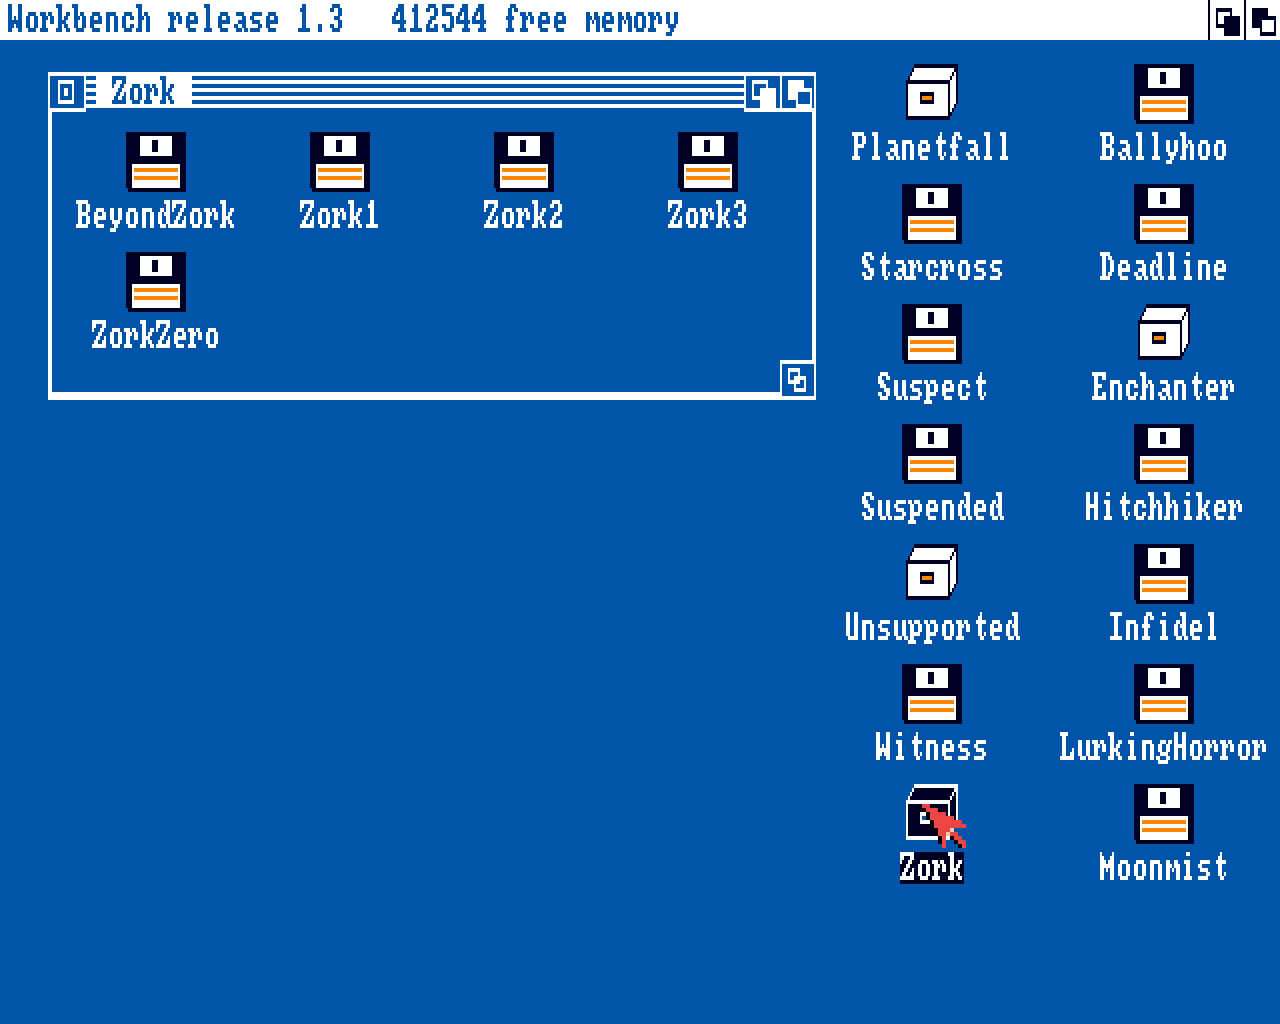 Workbench release 1.3 412544 free memory
Zork
BeyondZork Zork1 Zork2 Zork3
ZorkZero
Planetfall Ballyhoo
Starcross Deadline
Suspect Enchanter
Suspended Hitchhiker
Unsupported Infidel
Witness LurkingHorror
Zork Moonmist